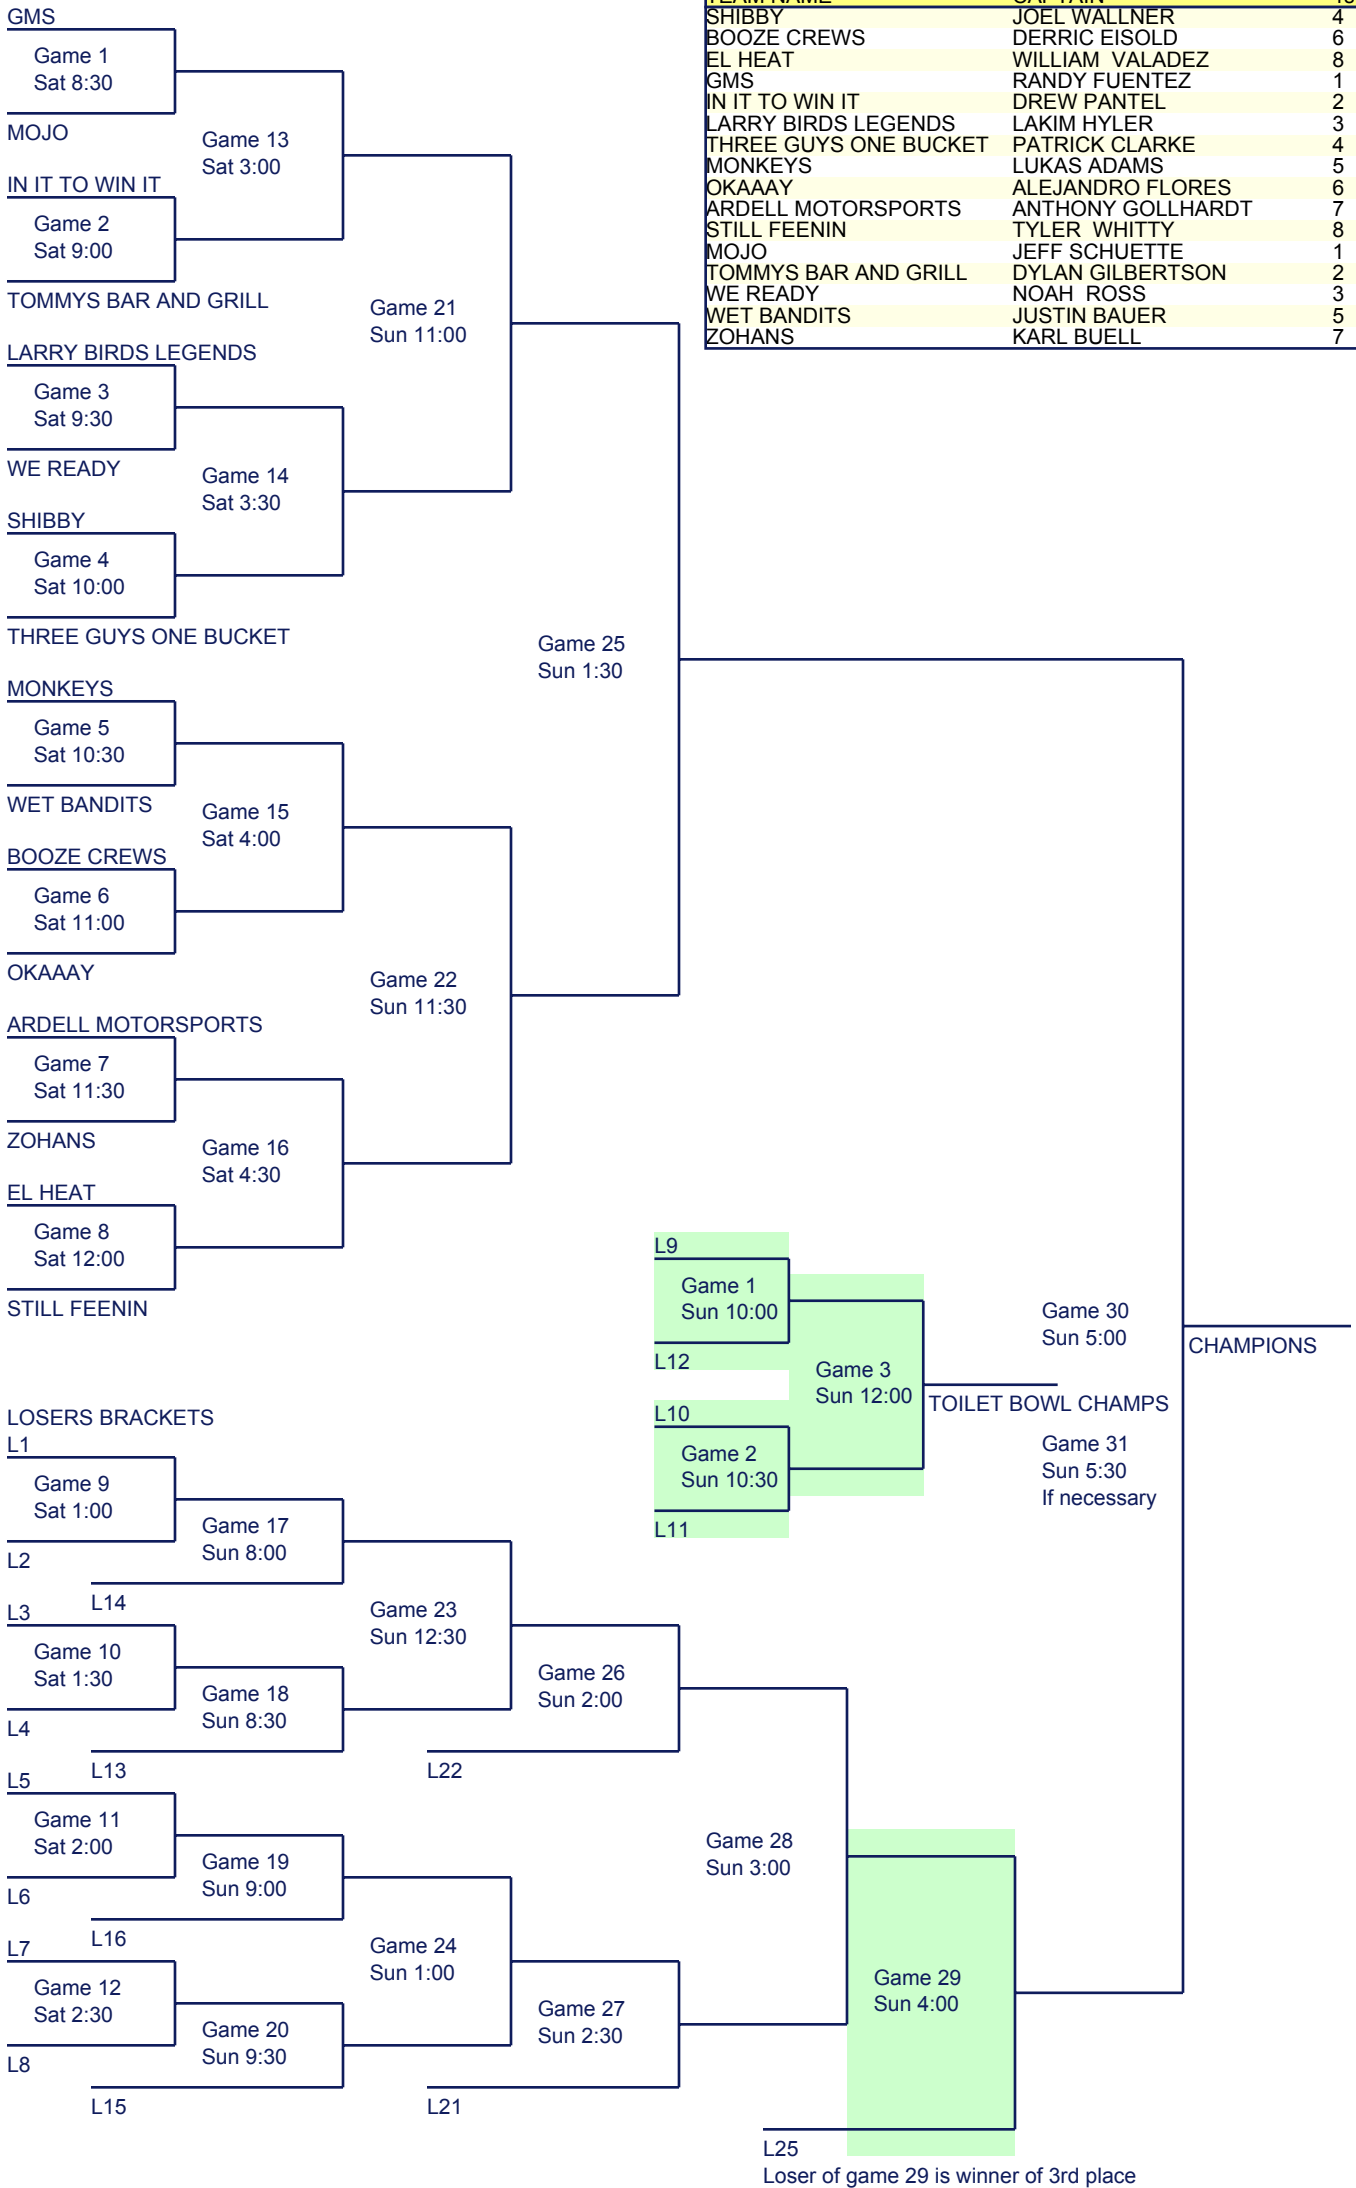 TEAM NAME CAPTAIN
SHIBBY JOEL WALLNER 4
BOOZE CREWS DERRIC EISOLD 6
EL HEAT WILLIAM VALADEZ 8
GMS RANDY FUENTEZ 1
IN IT TO WIN IT DREW PANTEL 2
LARRY BIRDS LEGENDS LAKIM HYLER 3
THREE GUYS ONE BUCKET PATRICK CLARKE 4
MONKEYS LUKAS ADAMS 5
OKAAAY ALEJANDRO FLORES 6
ARDELL MOTORSPORTS ANTHONY GOLLHARDT 7
STILL FEENIN TYLER WHITTY 8
MOJO JEFF SCHUETTE 1
TOMMYS BAR AND GRILL DYLAN GILBERTSON 2
WE READY NOAH ROSS 3
WET BANDITS JUSTIN BAUER 5
ZOHANS KARL BUELL 7
GMS
Game 1
Sat 8:30
MOJO
Game 13
Sat 3:00
IN IT TO WIN IT
Game 2
Sat 9:00
TOMMYS BAR AND GRILL
Game 21
Sun 11:00
LARRY BIRDS LEGENDS
Game 3
Sat 9:30
WE READY
Game 14
Sat 3:30
SHIBBY
Game 4
Sat 10:00
THREE GUYS ONE BUCKET
Game 25
Sun 1:30
MONKEYS
Game 5
Sat 10:30
WET BANDITS
Game 15
Sat 4:00
BOOZE CREWS
Game 6
Sat 11:00
OKAAAY
Game 22
Sun 11:30
ARDELL MOTORSPORTS
Game 7
Sat 11:30
ZOHANS
Game 16
Sat 4:30
EL HEAT
Game 8
Sat 12:00
STILL FEENIN
L9
Game 1
Sun 10:00
L12
Game 3
Sun 12:00
L10
Game 2
Sun 10:30
L11
TOILET BOWL CHAMPS
Game 30
Sun 5:00
CHAMPIONS
Game 31
Sun 5:30
If necessary
LOSERS BRACKETS
L1
Game 9
Sat 1:00
L2
Game 17
Sun 8:00
L14
L3
Game 10
Sat 1:30
L4
Game 18
Sun 8:30
L13
Game 23
Sun 12:30
Game 26
Sun 2:00
L22
L5
Game 11
Sat 2:00
L6
Game 19
Sun 9:00
L16
L7
Game 12
Sat 2:30
L8
Game 20
Sun 9:30
L15
Game 24
Sun 1:00
Game 27
Sun 2:30
L21
Game 28
Sun 3:00
Game 29
Sun 4:00
L25
Loser of game 29 is winner of 3rd place